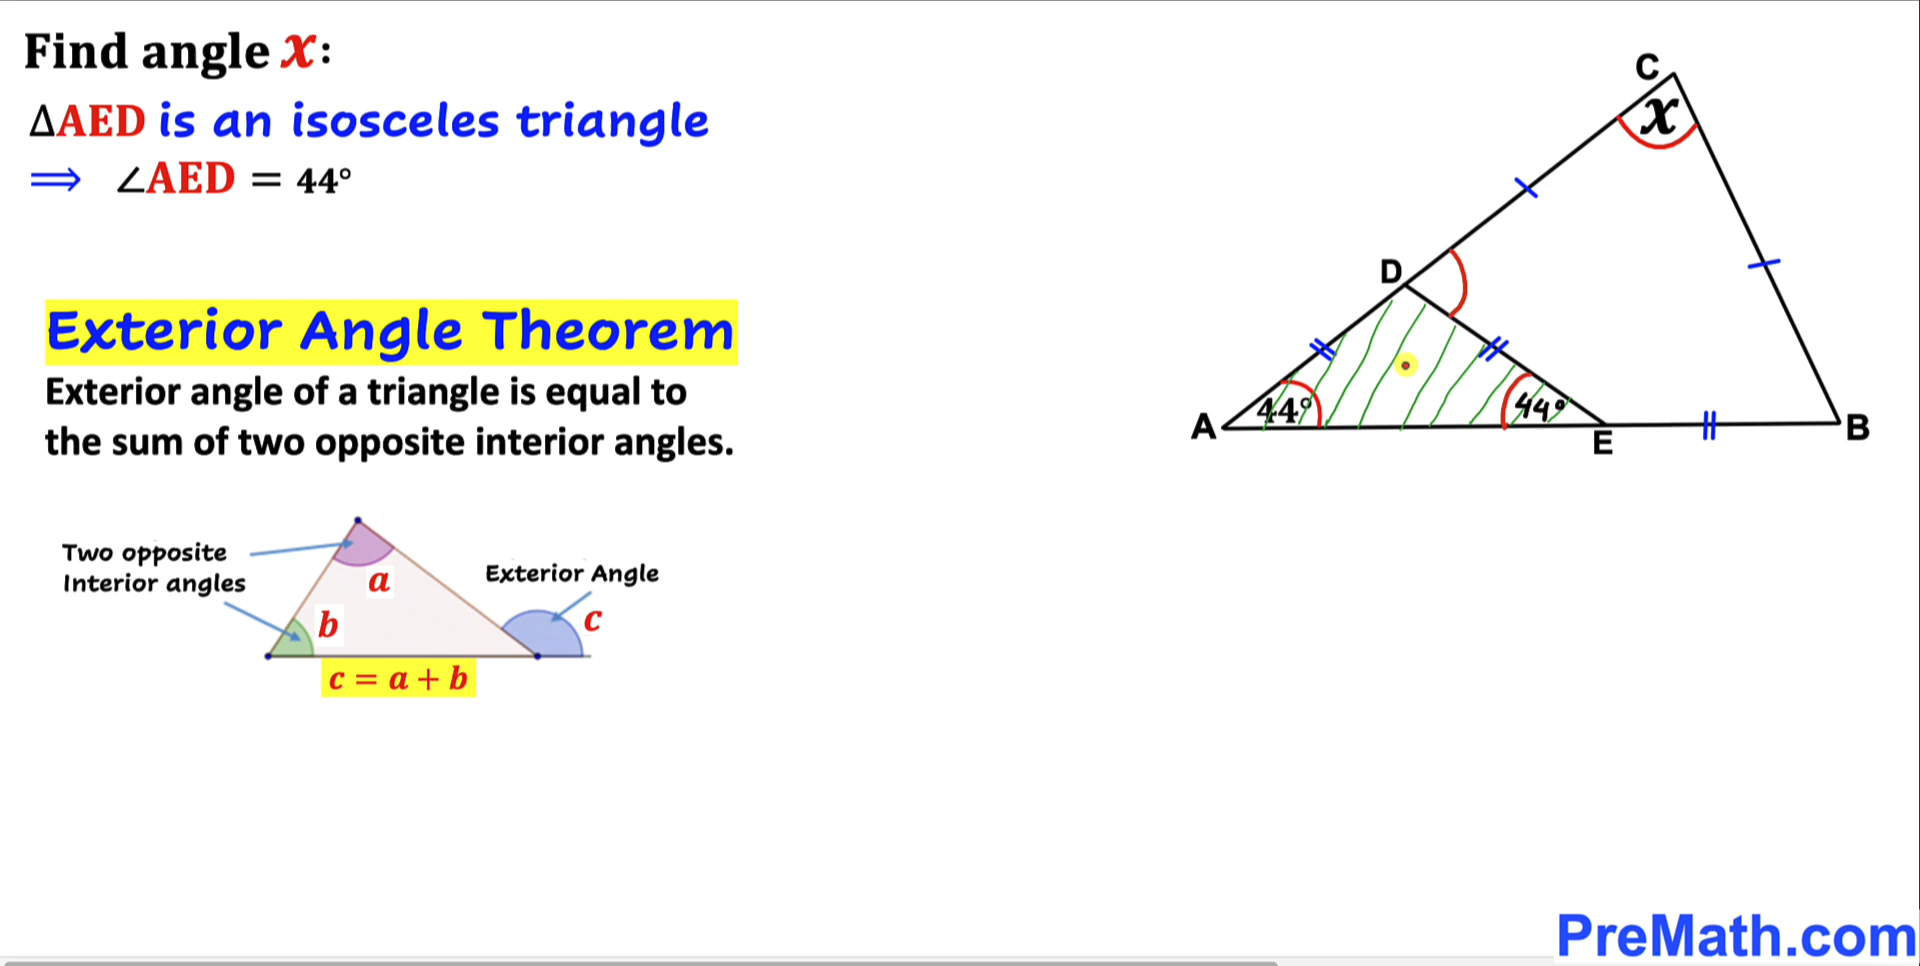 Find angle x:
ΔAED is an isosceles triangle
⟹ ∠AED = 44°
Exterior Angle Theorem
Exterior angle of a triangle is equal to
the sum of two opposite interior angles.
Two opposite
Interior angles
a
b
Exterior Angle
c
c = a + b
C
x
D
A
44°
44°
E
B
PreMath.com